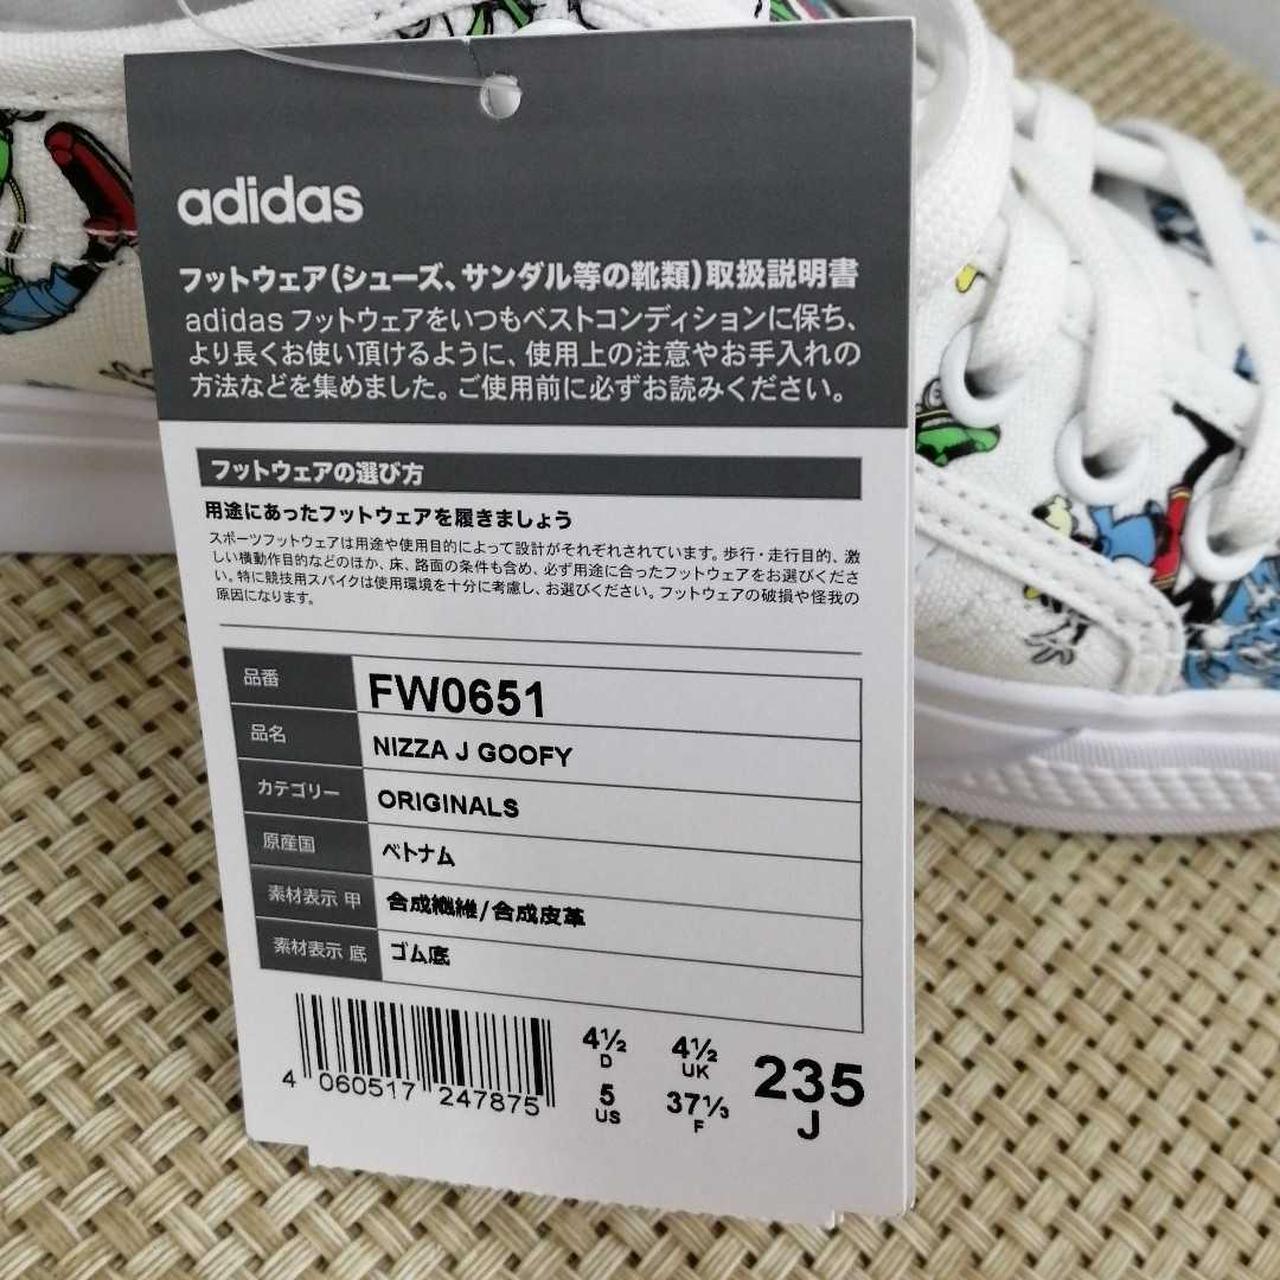 adidas
フットウェア(シューズ、サンダル等の靴類)取扱説明書
adidas フットウェアをいつもベストコンディションに保ち、
より長くお使い頂けるように、使用上の注意やお手入れの
方法などを集めました。ご使用前に必ずお読みください。
フットウェアの選び方
用途にあったフットウェアを履きましょう
スポーツフットウェアは用途や使用目的によって設計がそれぞれされています。歩行・走行目的、激
しい横動作目的などのほか、床、路面の条件も含め、必ず用途に合ったフットウェアをお選びくださ
い。特に競技用スパイクは使用環境を十分に考慮し、お選びください。フットウェアの破損や怪我の
原因になります。
品番 FW0651
品名 NIZZA J GOOFY
カテゴリー ORIGINALS
原産国 ベトナム
素材表示 甲 合成繊維/合成皮革
素材表示 底 ゴム底
4 060517 247875
4½ D 4½ UK
5 US 37⅓ F
235 J